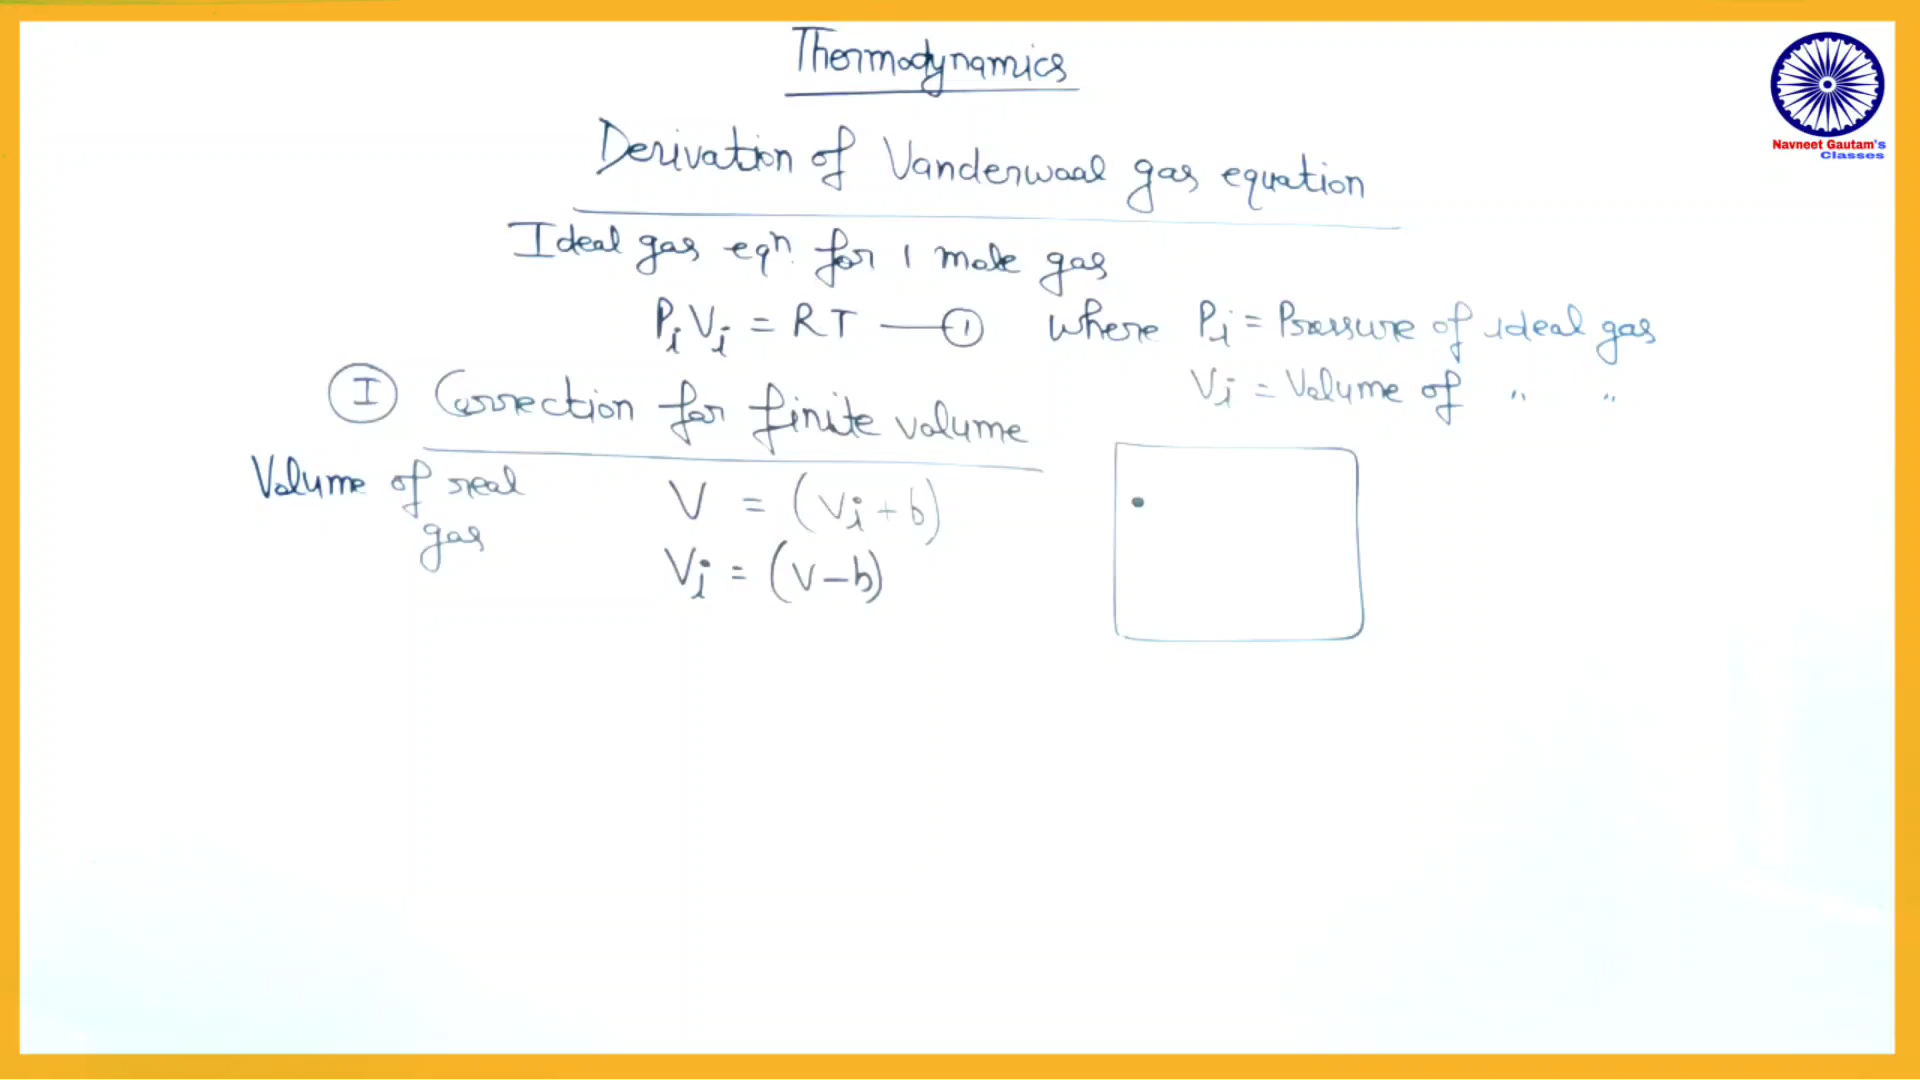 Thermodynamics
Navneet Gautam's
Classes
Derivation of Vanderwaal gas equation
Ideal gas eqⁿ. for 1 mole gas
PᵢVᵢ = RT —① where Pᵢ = Pressure of ideal gas
Vᵢ = Volume of " "
Ⓘ Correction for finite volume
Volume of real gas V = (Vᵢ + b)
Vᵢ = (V – b)